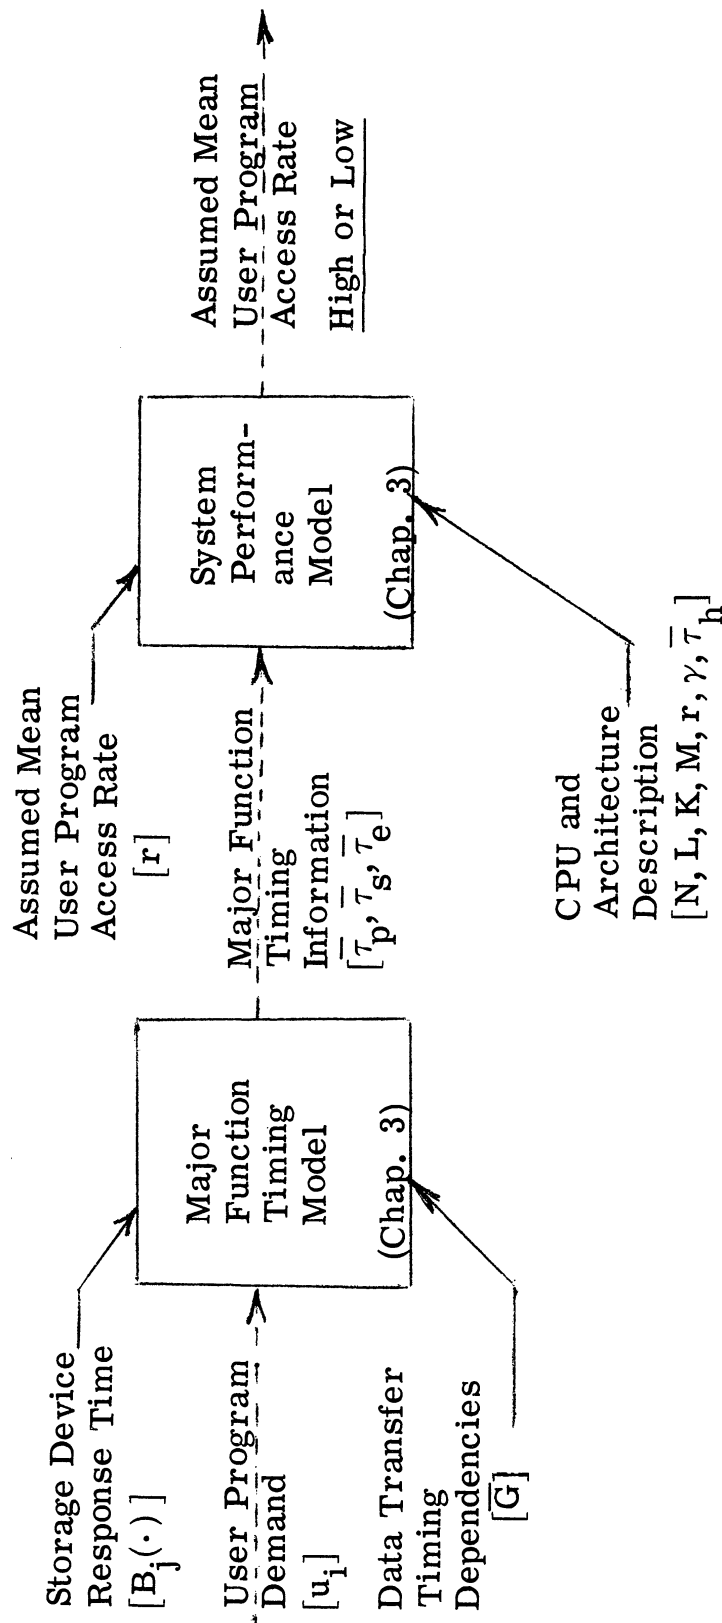 Storage Device
Response Time
[B_j(·)]
User Program
Demand
[u_i]
Data Transfer
Timing
Dependencies
[G̅]
Major
Function
Timing
Model
(Chap. 3)
Major Function
Timing
Information
[τ̅_p, τ̅_s, τ̅_e]
Assumed Mean
User Program
Access Rate
[r]
System
Perform-
ance
Model
(Chap. 3)
CPU and
Architecture
Description
[N, L, K, M, r, γ, τ̅_h]
Assumed Mean
User Program
Access Rate
High or Low